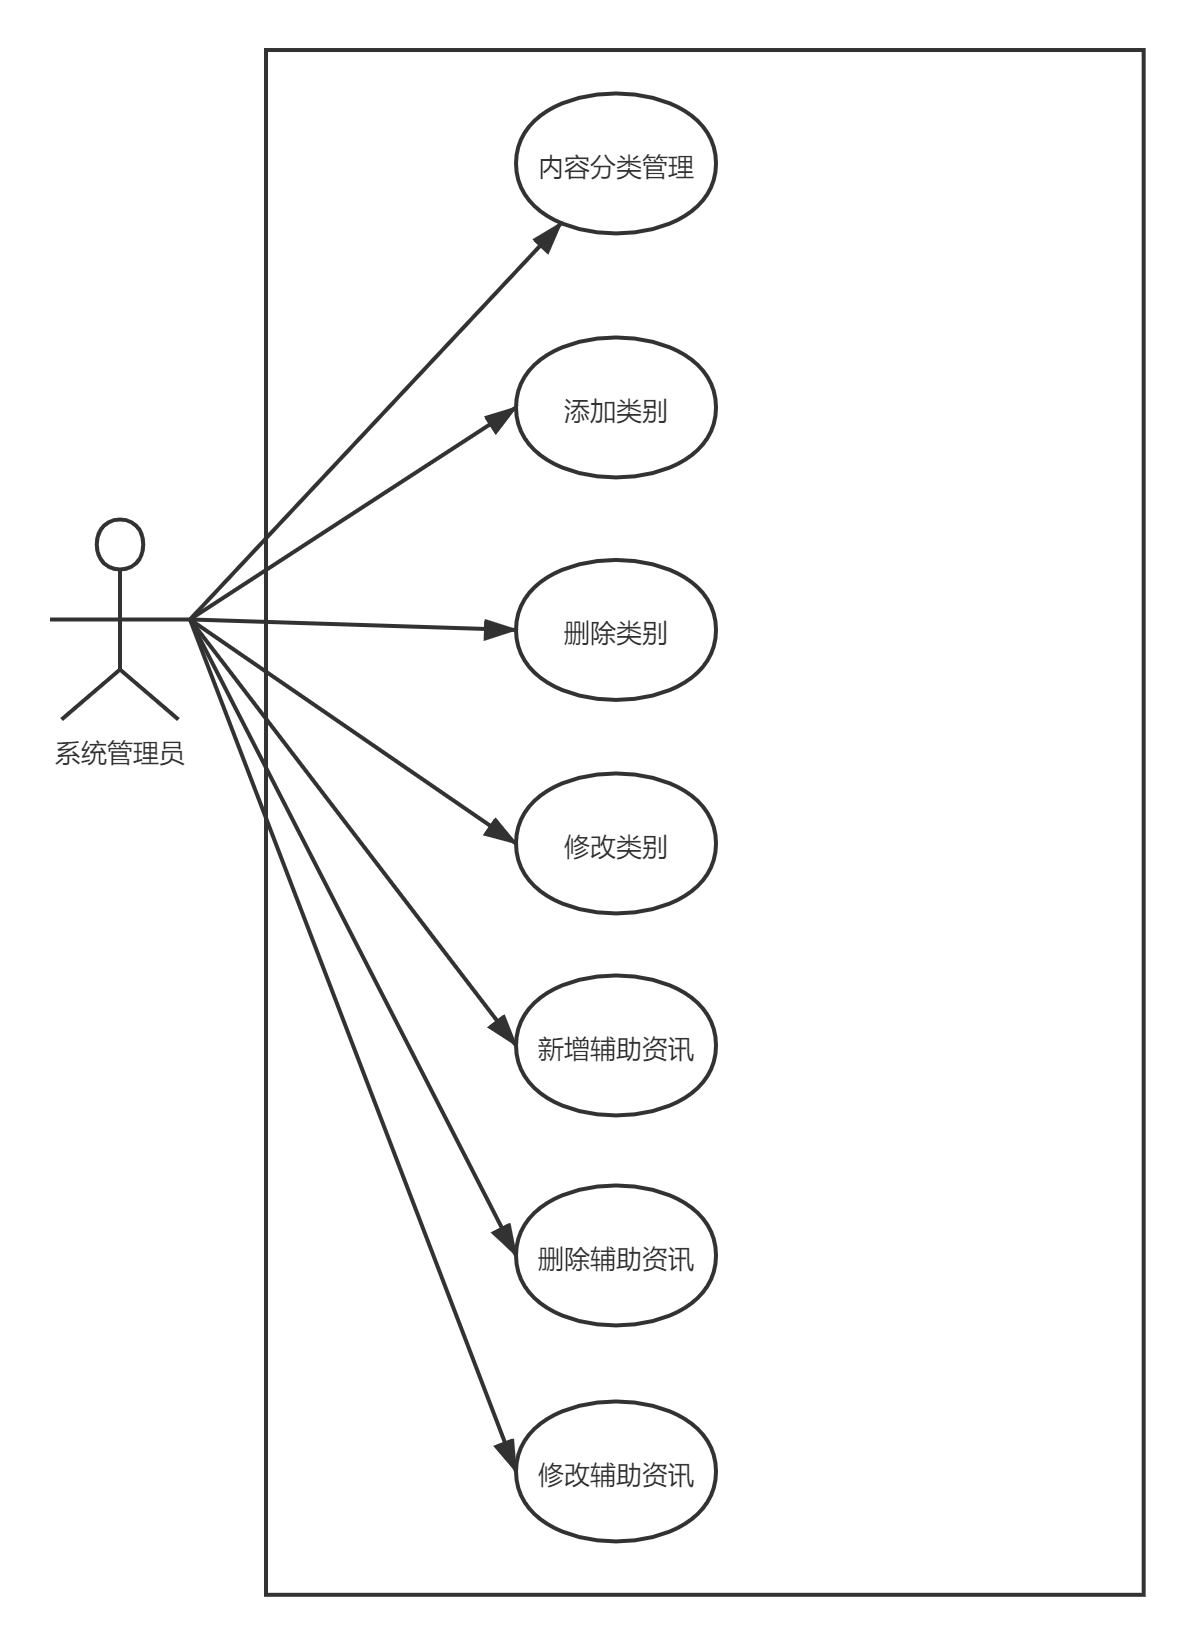 内容分类管理
添加类别
删除类别
系统管理员
修改类别
新增辅助资讯
删除辅助资讯
修改辅助资讯